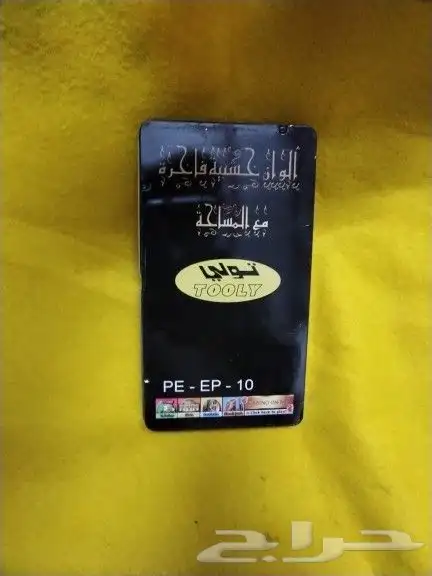 ألوان خشبية فاخرة
مع المساحة
تولي
TOOLY
PE - EP - 10
حراج